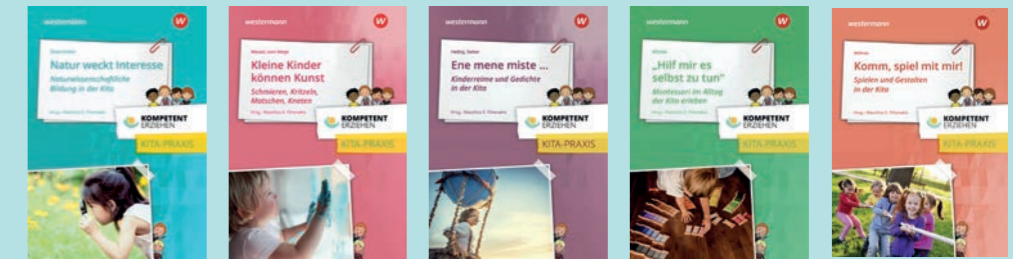 westermann
W
Natur weckt Interesse
Naturwissenschaftliche
Bildung in der Kita
KOMPETENT
ERZIEHEN
KITA-PRAXIS
westermann
W
Kleine Kinder
können Kunst
Schmieren, Kritzeln,
Matschen, Kneten
KOMPETENT
ERZIEHEN
KITA-PRAXIS
westermann
W
Ene mene miste ...
Kinderreime und Gedichte
in der Kita
KOMPETENT
ERZIEHEN
KITA-PRAXIS
westermann
W
„Hilf mir es
selbst zu tun“
Montessori im Alltag
der Kita erleben
KOMPETENT
ERZIEHEN
KITA-PRAXIS
westermann
W
Komm, spiel mit mir!
Spielen und Gestalten
in der Kita
KOMPETENT
ERZIEHEN
KITA-PRAXIS